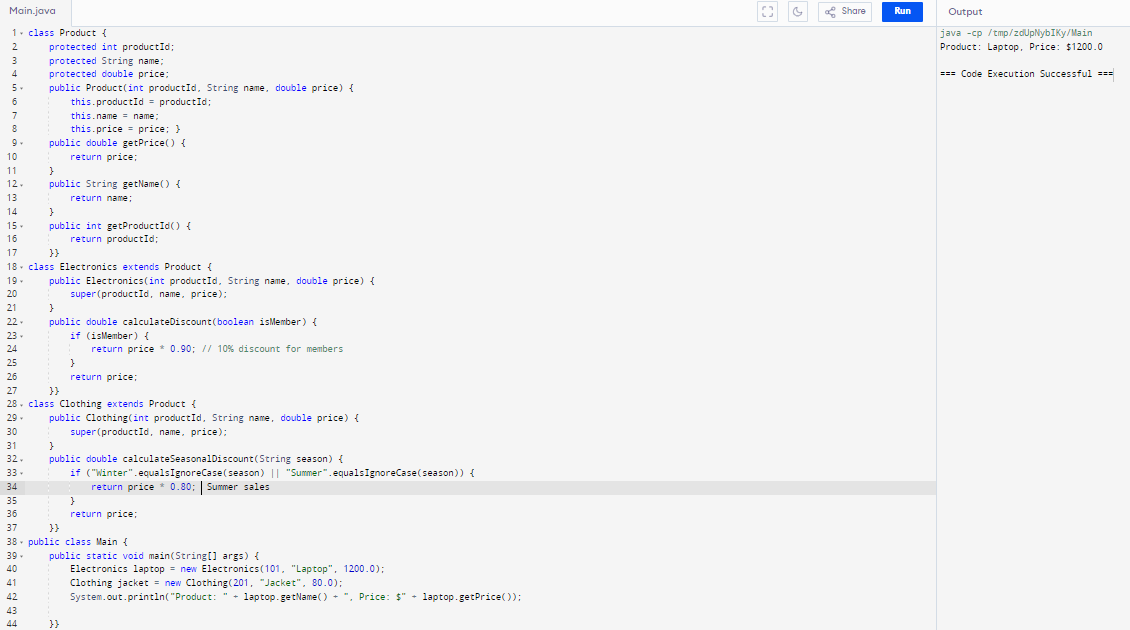 Main.java
Share
Run
Output
1 class Product {
2 protected int productId;
3 protected String name;
4 protected double price;
5 public Product(int productId, String name, double price) {
6 this.productId = productId;
7 this.name = name;
8 this.price = price; }
9 public double getPrice() {
10 return price;
11 }
12 public String getName() {
13 return name;
14 }
15 public int getProductId() {
16 return productId;
17 }}
18 class Electronics extends Product {
19 public Electronics(int productId, String name, double price) {
20 super(productId, name, price);
21 }
22 public double calculateDiscount(boolean isMember) {
23 if (isMember) {
24 return price * 0.90; // 10% discount for members
25 }
26 return price;
27 }}
28 class Clothing extends Product {
29 public Clothing(int productId, String name, double price) {
30 super(productId, name, price);
31 }
32 public double calculateSeasonalDiscount(String season) {
33 if ("Winter".equalsIgnoreCase(season) || "Summer".equalsIgnoreCase(season)) {
34 return price * 0.80; Summer sales
35 }
36 return price;
37 }}
38 public class Main {
39 public static void main(String[] args) {
40 Electronics laptop = new Electronics(101, "Laptop", 1200.0);
41 Clothing jacket = new Clothing(201, "Jacket", 80.0);
42 System.out.println("Product: " + laptop.getName() + ", Price: $" + laptop.getPrice());
43
44 }}
java -cp /tmp/zdUpNybIKy/Main
Product: Laptop, Price: $1200.0
=== Code Execution Successful ===